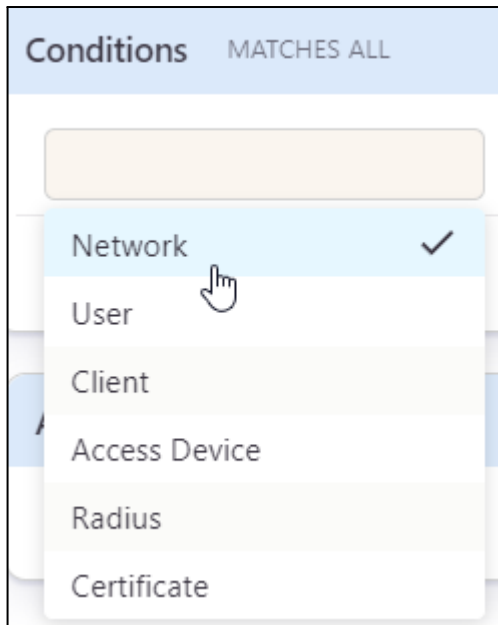 Conditions MATCHES ALL
Network
User
Client
Access Device
Radius
Certificate